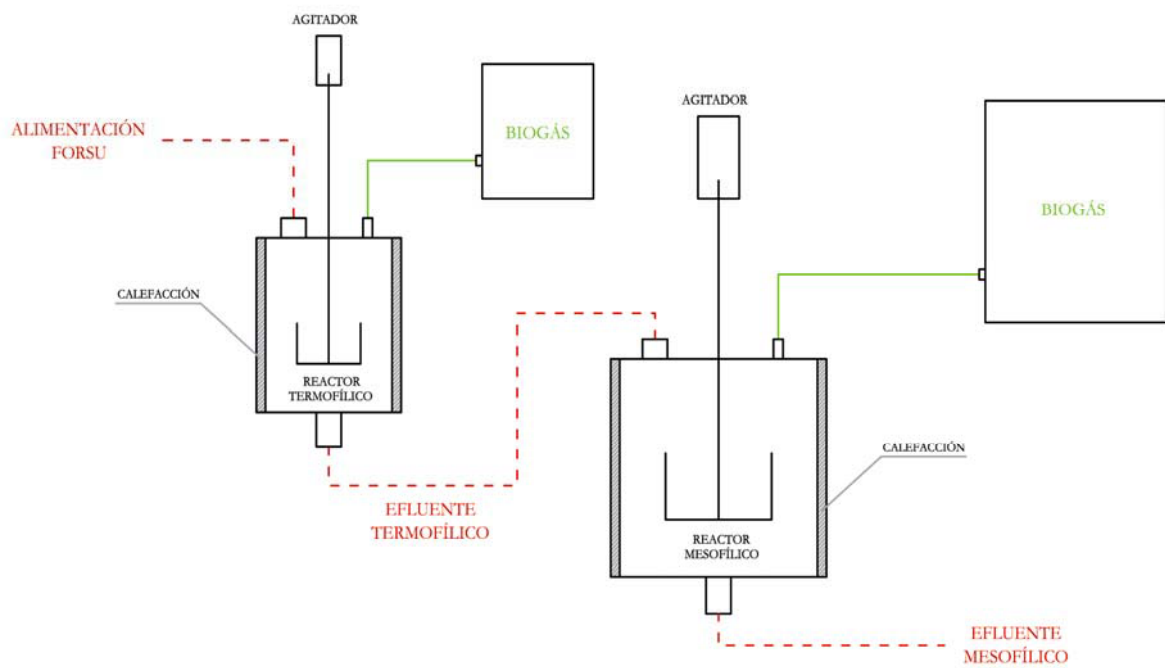 AGITADOR
BIOGÁS
ALIMENTACIÓN
FORSU
CALEFACCIÓN
REACTOR
TERMOFÍLICO
EFLUENTE
TERMOFÍLICO
AGITADOR
BIOGÁS
CALEFACCIÓN
REACTOR
MESOFÍLICO
EFLUENTE
MESOFÍLICO